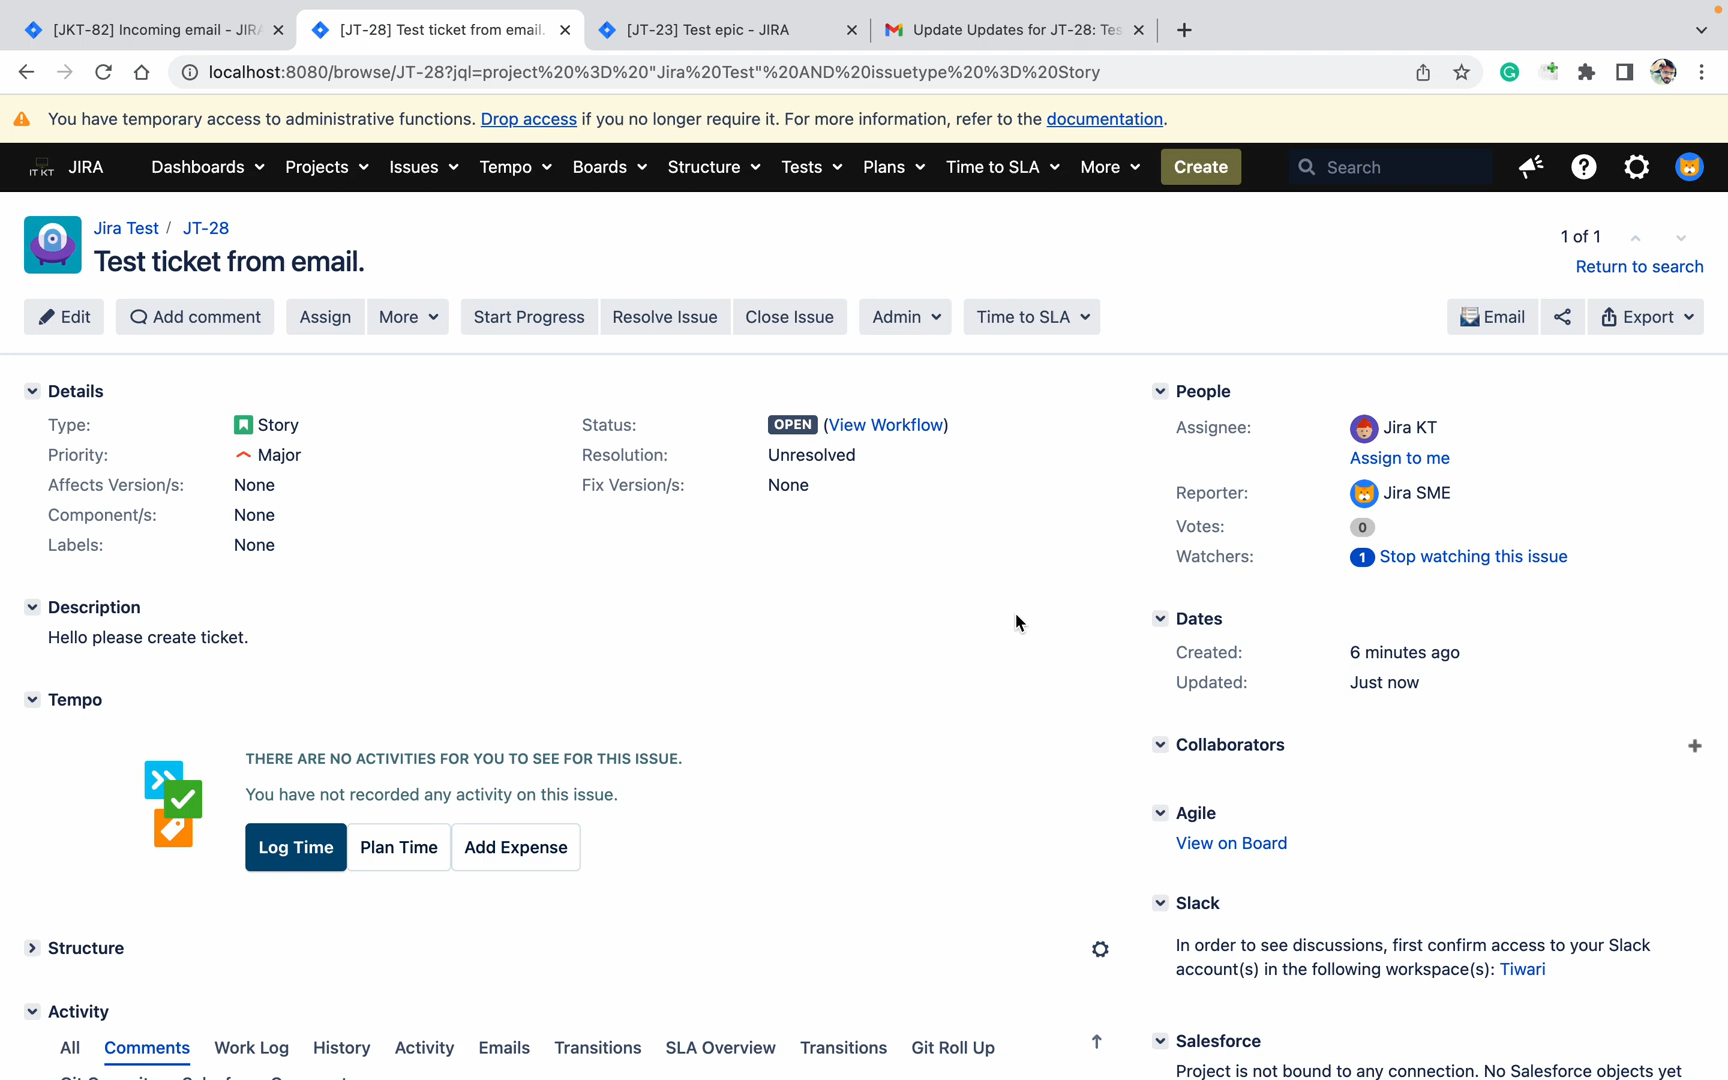 [JKT-82] Incoming email - JIRA
[JT-28] Test ticket from email.
[JT-23] Test epic - JIRA
Update Updates for JT-28: Tes
localhost:8080/browse/JT-28?jql=project%20%3D%20"Jira%20Test"%20AND%20issuetype%20%3D%20Story
You have temporary access to administrative functions. Drop access if you no longer require it. For more information, refer to the documentation.
IT KT JIRA Dashboards Projects Issues Tempo Boards Structure Tests Plans Time to SLA More Create Search
Jira Test / JT-28
Test ticket from email.
1 of 1
Return to search
Edit Add comment Assign More Start Progress Resolve Issue Close Issue Admin Time to SLA Email Export
Details
Type: Story
Priority: Major
Affects Version/s: None
Component/s: None
Labels: None
Status: OPEN (View Workflow)
Resolution: Unresolved
Fix Version/s: None
Description
Hello please create ticket.
Tempo
THERE ARE NO ACTIVITIES FOR YOU TO SEE FOR THIS ISSUE.
You have not recorded any activity on this issue.
Log Time Plan Time Add Expense
Structure
Activity
All Comments Work Log History Activity Emails Transitions SLA Overview Transitions Git Roll Up
People
Assignee: Jira KT
Assign to me
Reporter: Jira SME
Votes: 0
Watchers: 1 Stop watching this issue
Dates
Created: 6 minutes ago
Updated: Just now
Collaborators
Agile
View on Board
Slack
In order to see discussions, first confirm access to your Slack
account(s) in the following workspace(s): Tiwari
Salesforce
Project is not bound to any connection. No Salesforce objects yet